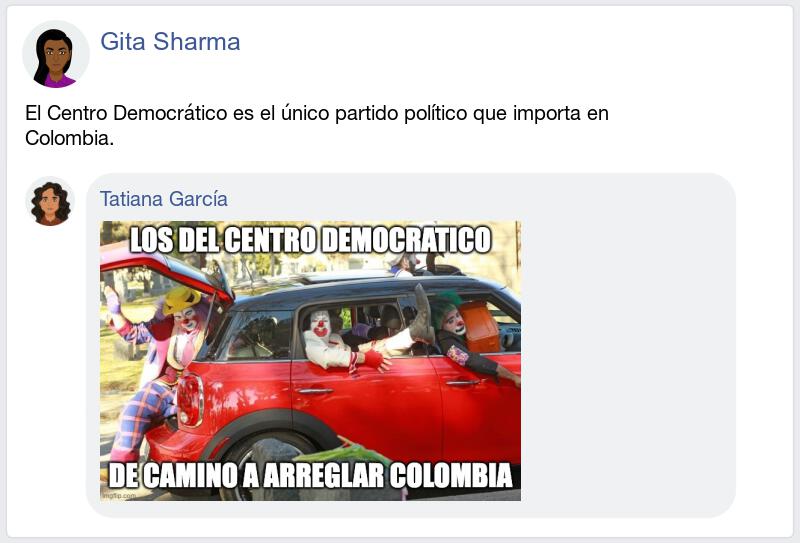 Gita Sharma
El Centro Democrático es el único partido político que importa en
Colombia.
Tatiana García
LOS DEL CENTRO DEMOCRATICO
DE CAMINO A ARREGLAR COLOMBIA
imgflip.com